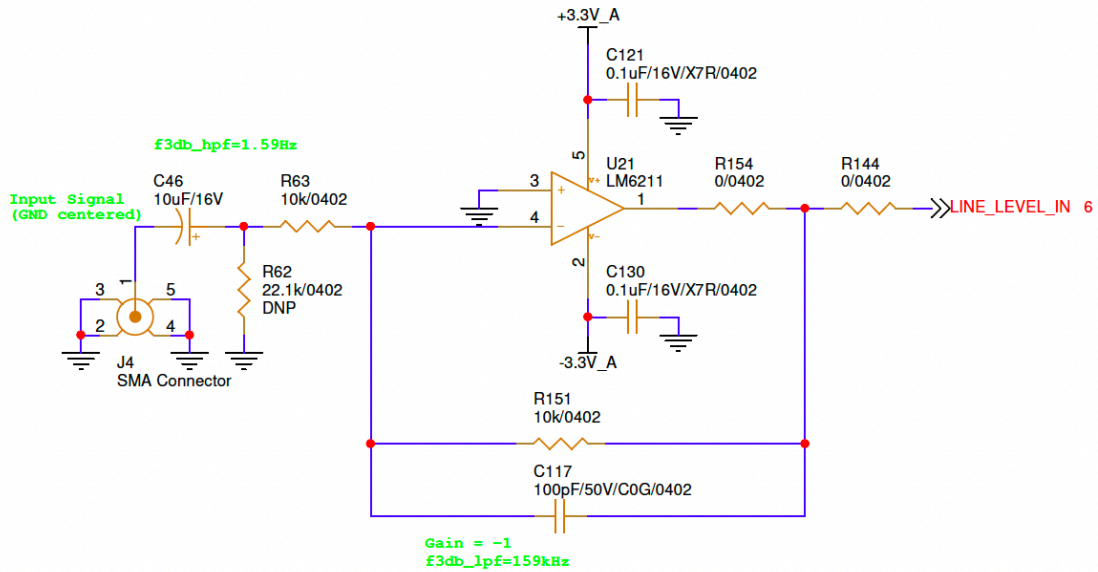 +3.3V_A
C121
0.1uF/16V/X7R/0402
f3db_hpf=1.59Hz
C46
10uF/16V
R63
10k/0402
Input Signal
(GND centered)
5
V+
U21
LM6211
3
+
4
-
1
V-
2
R154
0/0402
R144
0/0402
LINE_LEVEL_IN 6
+
R62
22.1k/0402
DNP
C130
0.1uF/16V/X7R/0402
-3.3V_A
1
3
5
2
4
J4
SMA Connector
R151
10k/0402
C117
100pF/50V/C0G/0402
Gain = -1
f3db_lpf=159kHz